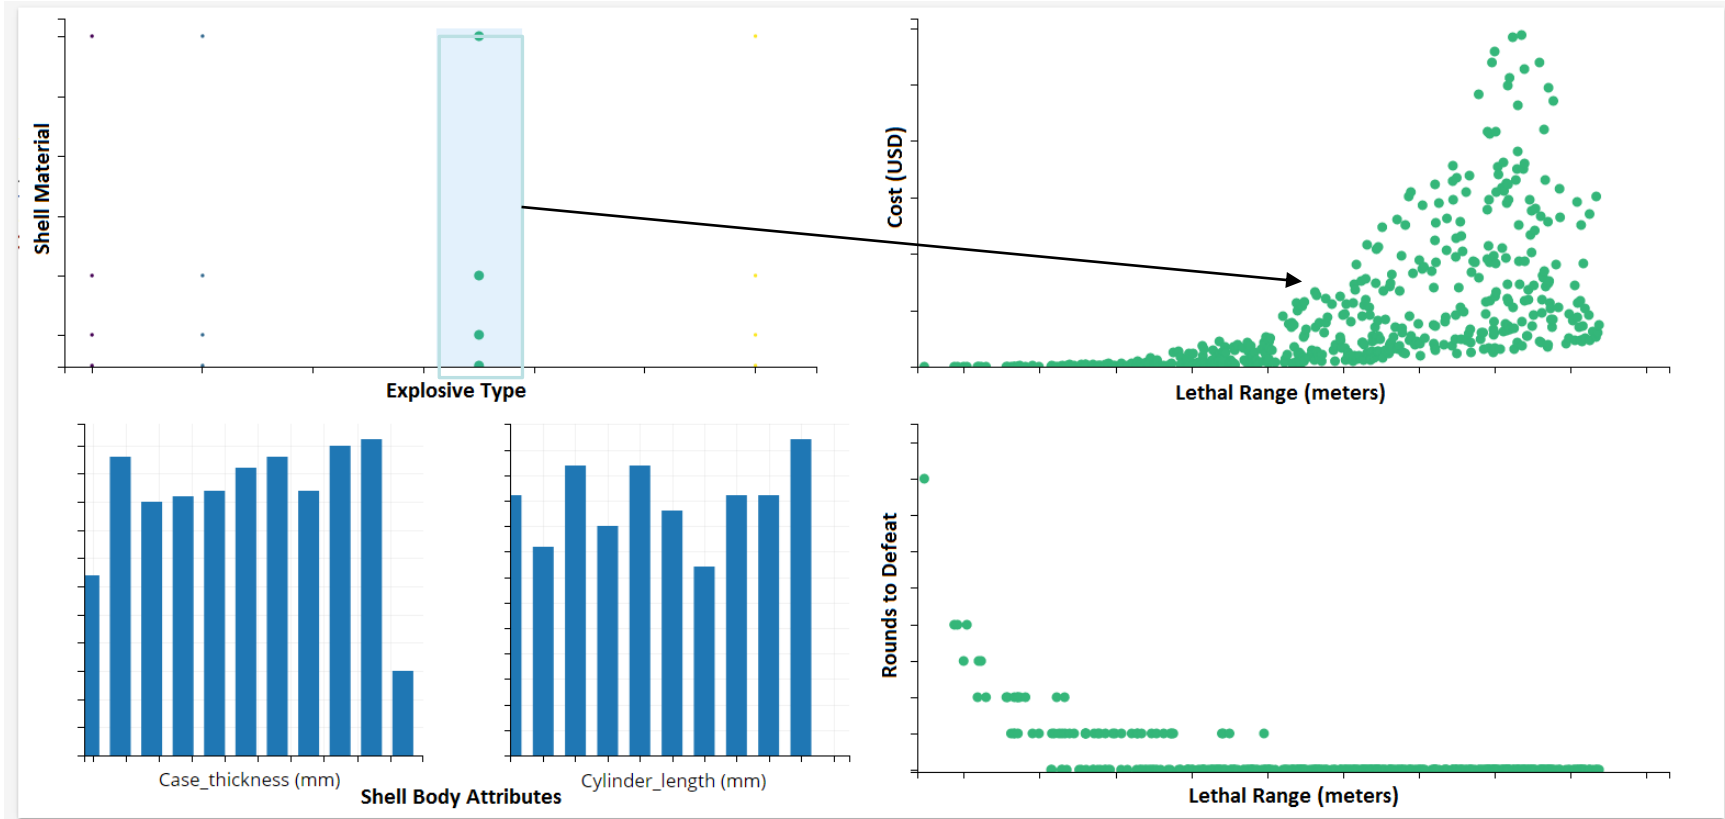 Shell Material
Explosive Type
Cost (USD)
Lethal Range (meters)
Case_thickness (mm)
Cylinder_length (mm)
Shell Body Attributes
Rounds to Defeat
Lethal Range (meters)